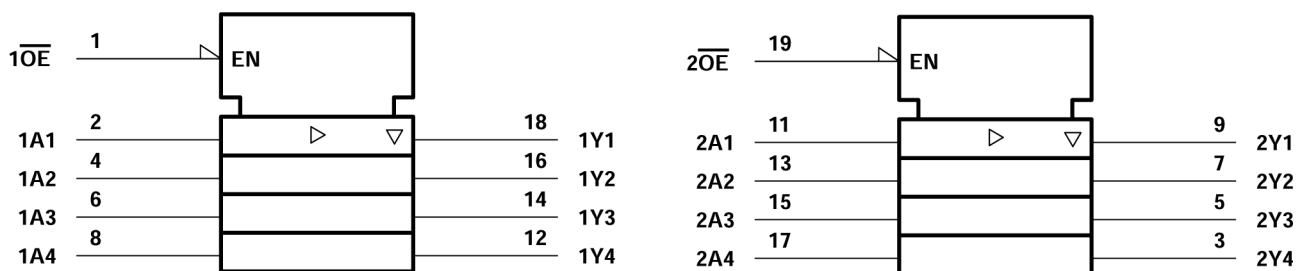 1OE 1 EN
1A1 2 18 1Y1
1A2 4 16 1Y2
1A3 6 14 1Y3
1A4 8 12 1Y4
2OE 19 EN
2A1 11 9 2Y1
2A2 13 7 2Y2
2A3 15 5 2Y3
2A4 17 3 2Y4